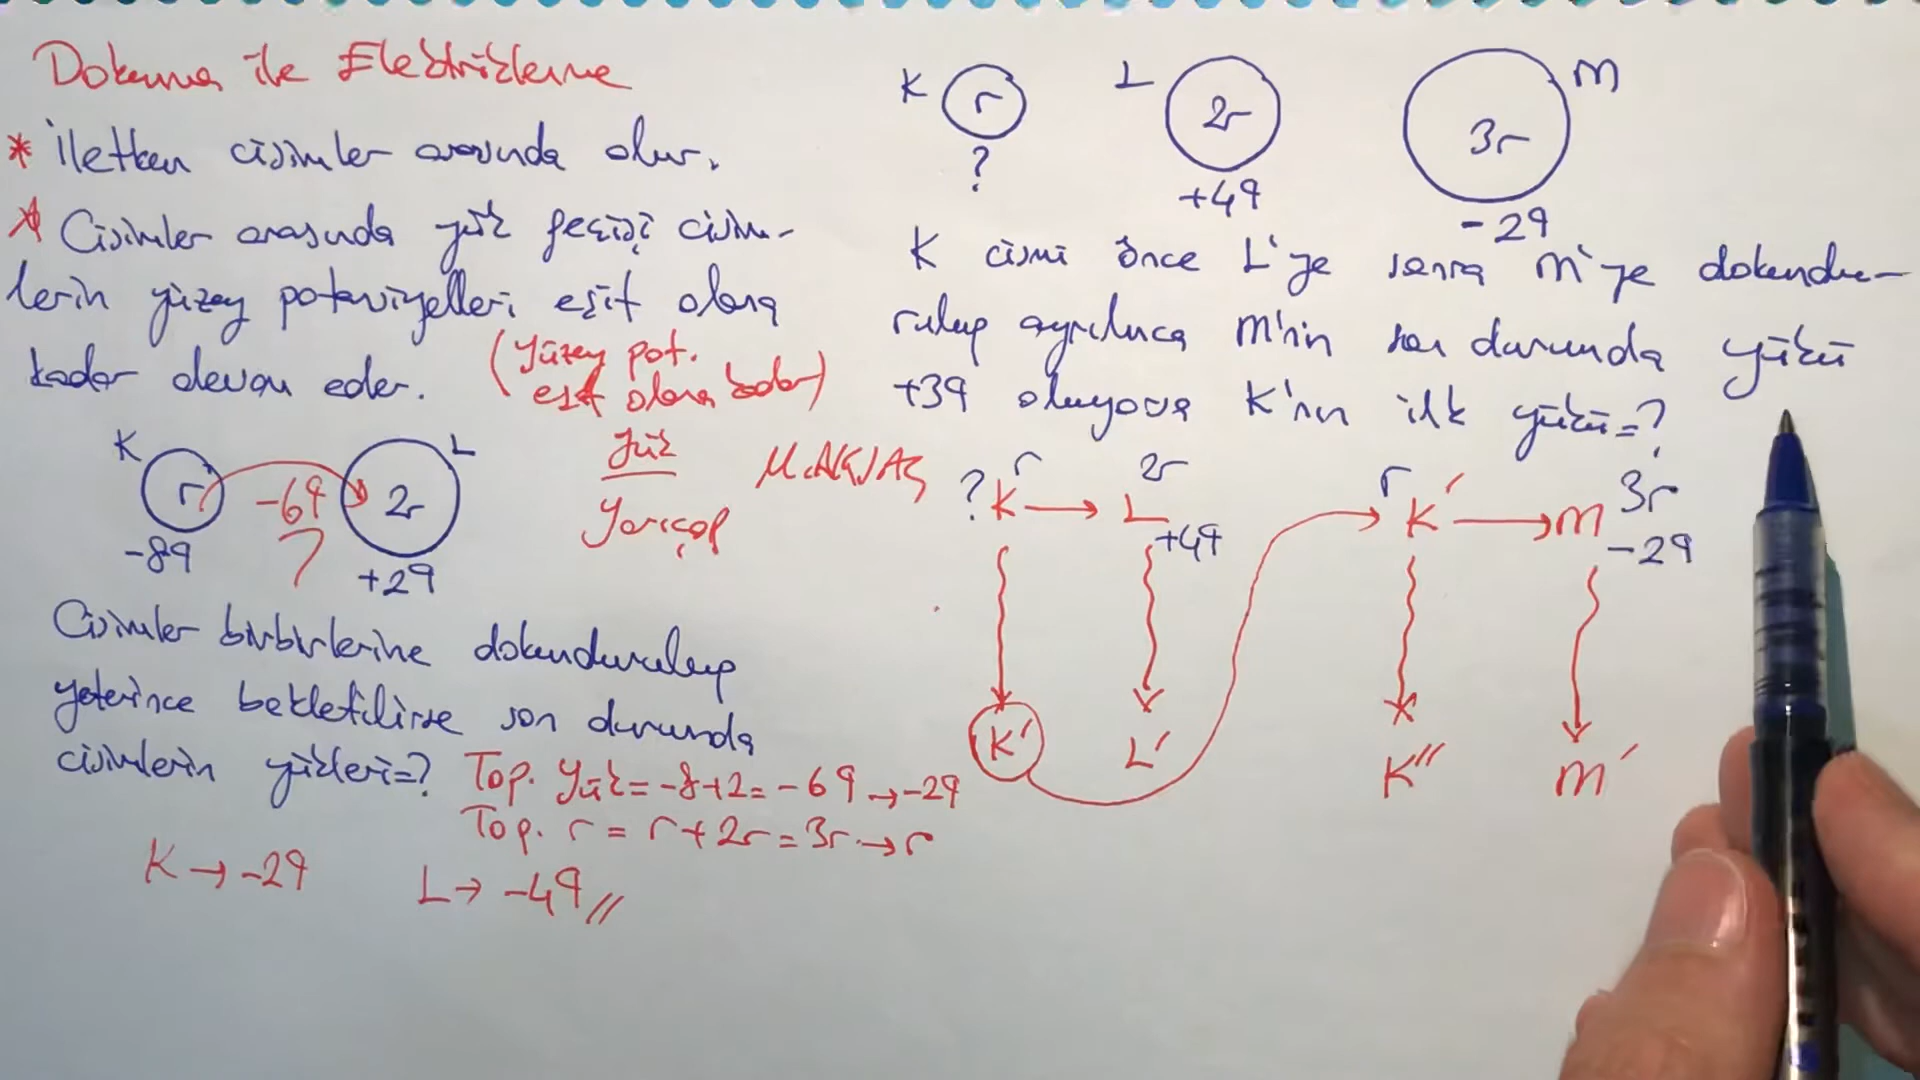 Dokunma ile Elektriklenme
* İletken cisimler arasında olur.
* Cisimler arasında yük geçişi cisim-
lerin yüzey potansiyelleri eşit olana
kadar devam eder. (yüzey pot.
eşit olana kadar)
K L
r -6q 2r
-8q ? +2q
Yük
Yarıçap
M.AKJAŞ
Cisimler birbirlerine dokundurulup
yeterince bekletilirse son durumda
cisimlerin yükleri=?
Top. Yük = -8+2 = -6q → -2q
Top. r = r+2r = 3r → r
K → -2q L → -4q //
K r L 2r 3r M
? +4q -2q
K cismi önce L'ye sonra M'ye dokundu-
rulup ayrılınca M'nin son durumda yükü
+3q oluyorsa K'nın ilk yükü=?
r 2r r 3r
? K → L +4q K' → M -2q
K' L' K'' M'